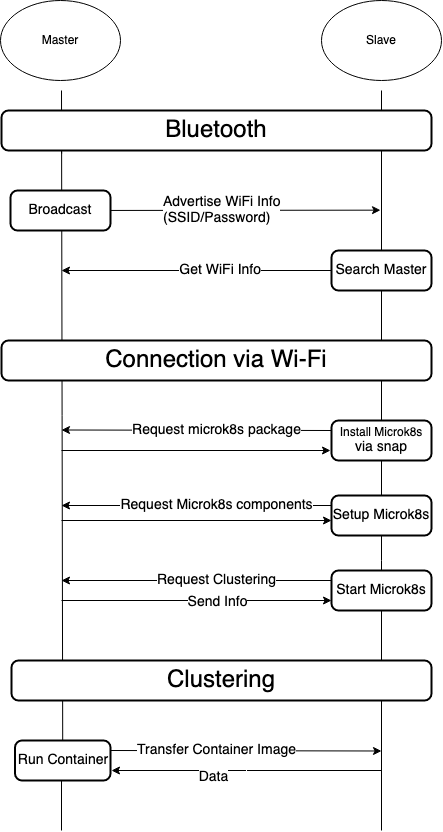 Master
Slave
Bluetooth
Broadcast
Advertise WiFi Info
(SSID/Password)
Get WiFi Info
Search Master
Connection via Wi-Fi
Request microk8s package
Install Microk8s
via snap
Request Microk8s components
Setup Microk8s
Request Clustering
Start Microk8s
Send Info
Clustering
Run Container
Transfer Container Image
Data